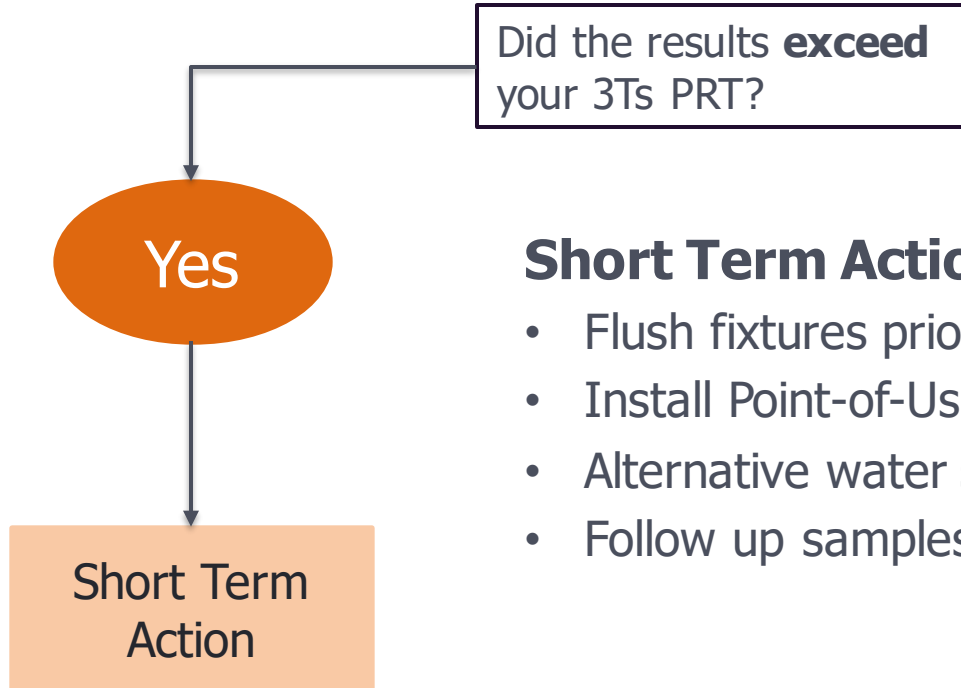 Did the results exceed
your 3Ts PRT?
Yes
Short Term
Action
Short Term Actio
• Flush fixtures prio
• Install Point-of-Us
• Alternative water
• Follow up samples